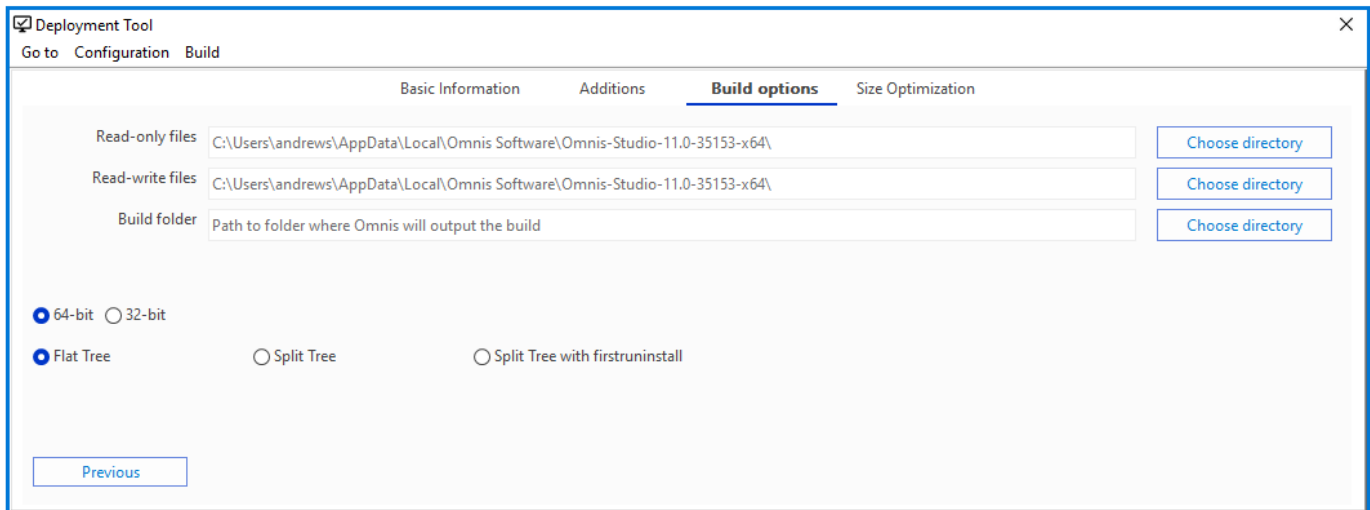 Deployment Tool
Go to Configuration Build
Basic Information Additions Build options Size Optimization
Read-only files C:\Users\andrews\AppData\Local\Omnis Software\Omnis-Studio-11.0-35153-x64\ Choose directory
Read-write files C:\Users\andrews\AppData\Local\Omnis Software\Omnis-Studio-11.0-35153-x64\ Choose directory
Build folder Path to folder where Omnis will output the build Choose directory
64-bit 32-bit
Flat Tree Split Tree Split Tree with firstruninstall
Previous